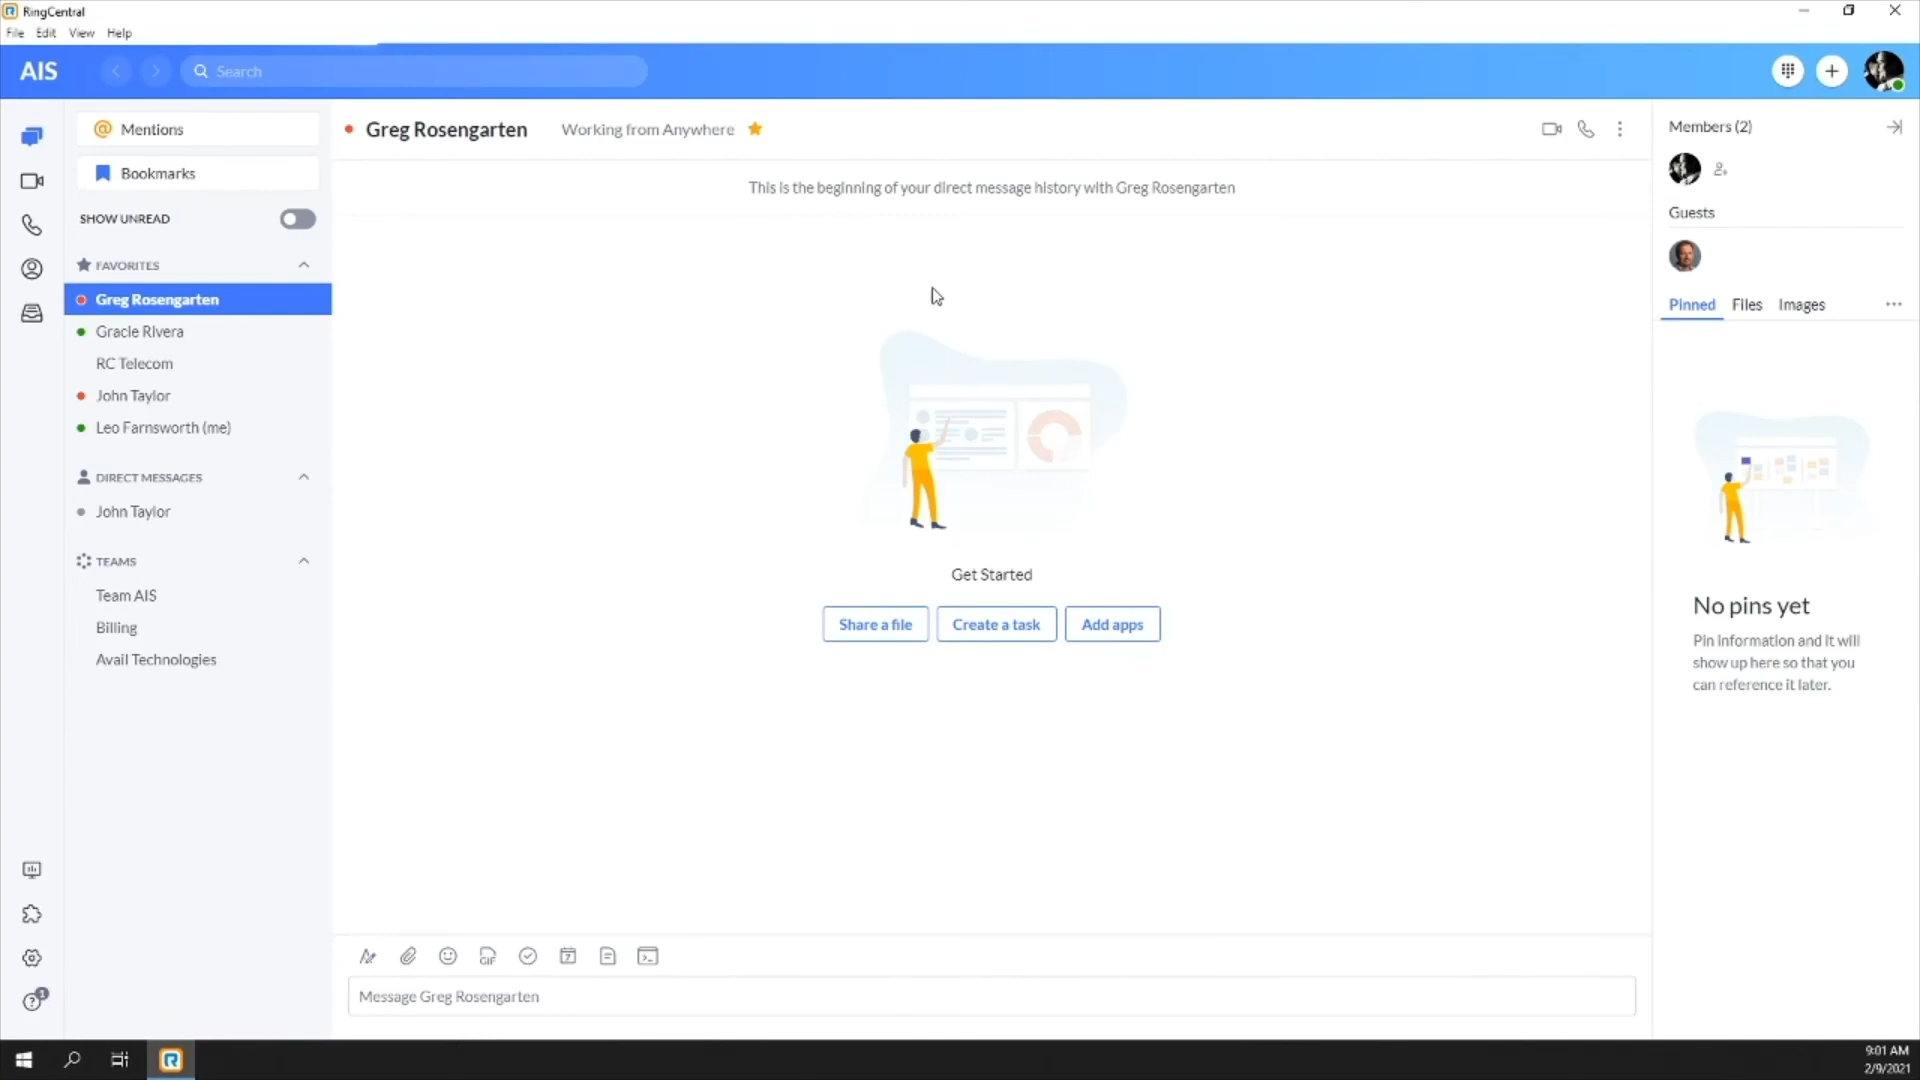 RingCentral
File Edit View Help
AIS
Search
Mentions
Bookmarks
SHOW UNREAD
FAVORITES
Greg Rosengarten
Gracie Rivera
RC Telecom
John Taylor
Leo Farnsworth (me)
DIRECT MESSAGES
John Taylor
TEAMS
Team AIS
Billing
Avail Technologies
1
Greg Rosengarten Working from Anywhere
This is the beginning of your direct message history with Greg Rosengarten
Get Started
Share a file Create a task Add apps
GIF
7
Message Greg Rosengarten
Members (2)
Guests
Pinned Files Images
No pins yet
Pin information and it will
show up here so that you
can reference it later.
R
9:01 AM
2/9/2021